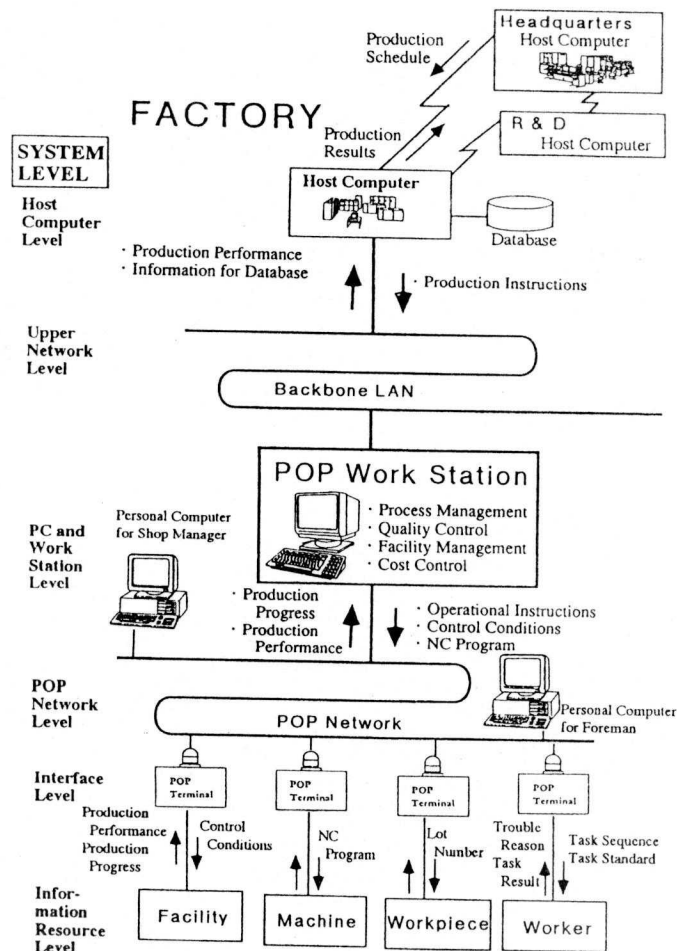 Headquarters
Host Computer
Production
Schedule
FACTORY
R & D
Host Computer
Production
Results
SYSTEM
LEVEL
Host
Computer
Level
Host Computer
Database
· Production Performance
· Information for Database
· Production Instructions
Upper
Network
Level
Backbone LAN
POP Work Station
· Process Management
· Quality Control
· Facility Management
· Cost Control
Personal Computer
for Shop Manager
PC and
Work
Station
Level
· Production
Progress
· Production
Performance
· Operational Instructions
· Control Conditions
· NC Program
POP
Network
Level
POP Network
Personal Computer
for Foreman
Interface
Level
POP
Terminal
POP
Terminal
POP
Terminal
POP
Terminal
Production
Performance
Production
Progress
Control
Conditions
NC
Program
Lot
Number
Trouble
Reason
Task
Result
Task Sequence
Task Standard
Infor-
mation
Resource
Level
Facility
Machine
Workpiece
Worker